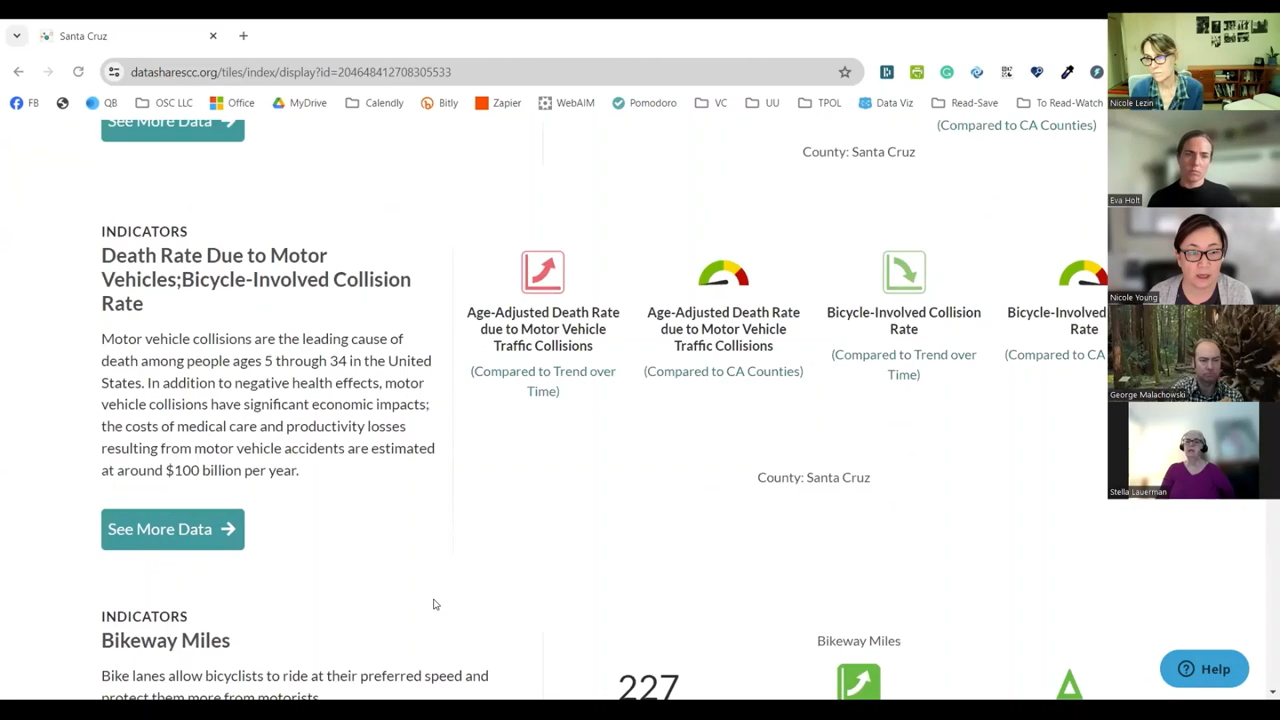 Santa Cruz
datasharescc.org/tiles/index/display?id=204648412708305533
FB
QB
OSC LLC
Office
MyDrive
Calendly
Bitly
Zapier
WebAIM
Pomodoro
VC
UU
TPOL
Data Viz
Read-Save
To Read-Watch
See More Data
(Compared to CA Counties)
County: Santa Cruz
INDICATORS
Death Rate Due to Motor
Vehicles;Bicycle-Involved Collision
Rate
Motor vehicle collisions are the leading cause of
death among people ages 5 through 34 in the United
States. In addition to negative health effects, motor
vehicle collisions have significant economic impacts;
the costs of medical care and productivity losses
resulting from motor vehicle accidents are estimated
at around $100 billion per year.
See More Data
Age-Adjusted Death Rate
due to Motor Vehicle
Traffic Collisions
(Compared to Trend over
Time)
Age-Adjusted Death Rate
due to Motor Vehicle
Traffic Collisions
(Compared to CA Counties)
Bicycle-Involved Collision
Rate
(Compared to Trend over
Time)
Bicycle-Involved
Rate
(Compared to CA
County: Santa Cruz
INDICATORS
Bikeway Miles
Bike lanes allow bicyclists to ride at their preferred speed and
protect them more from motorists.
Bikeway Miles
227
Help
Nicole Lezin
Eva Holt
Nicole Young
George Malachowski
Stella Lauerman